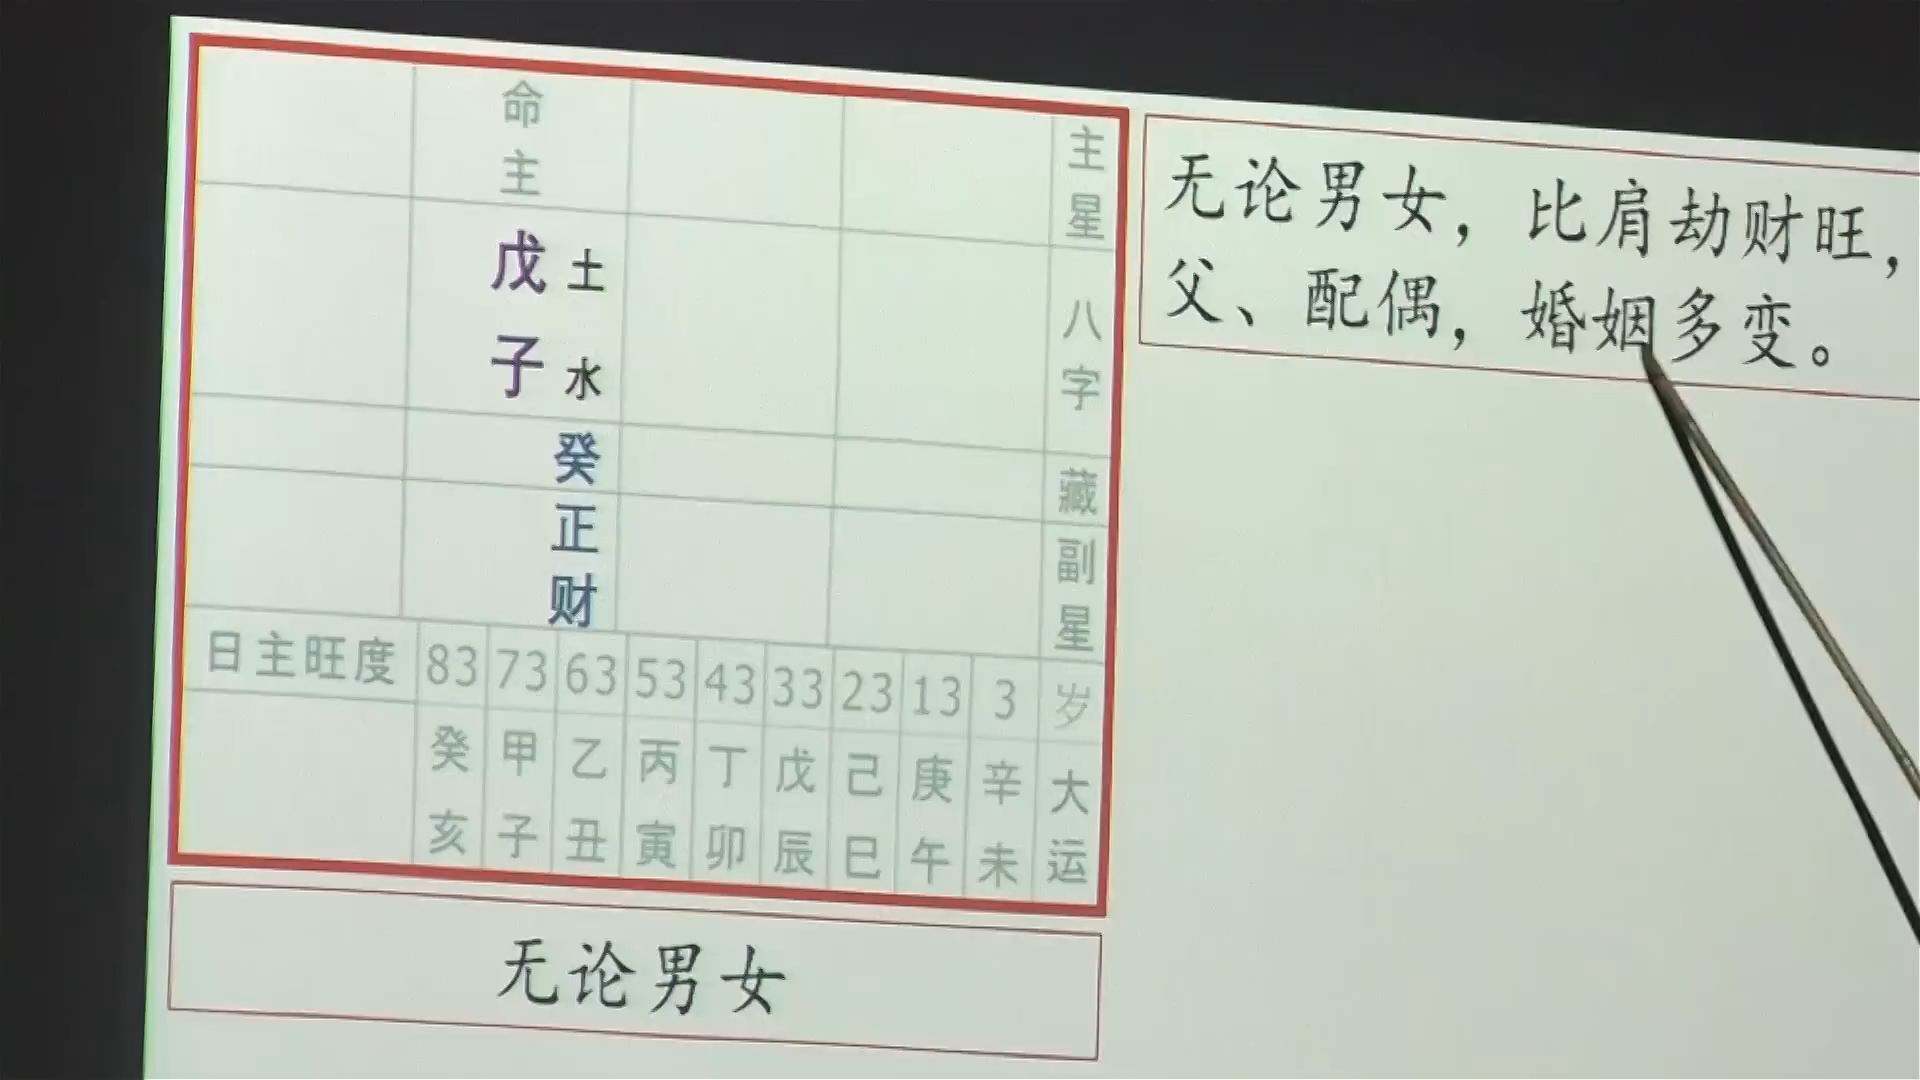 命主
主星
戊 土
子 水
八字
癸
藏
正财
副星
日主旺度 83 73 63 53 43 33 23 13 3 岁
癸亥 甲子 乙丑 丙寅 丁卯 戊辰 己巳 庚午 辛未 大运
无论男女
无论男女，比肩劫财旺，
父、配偶，婚姻多变。